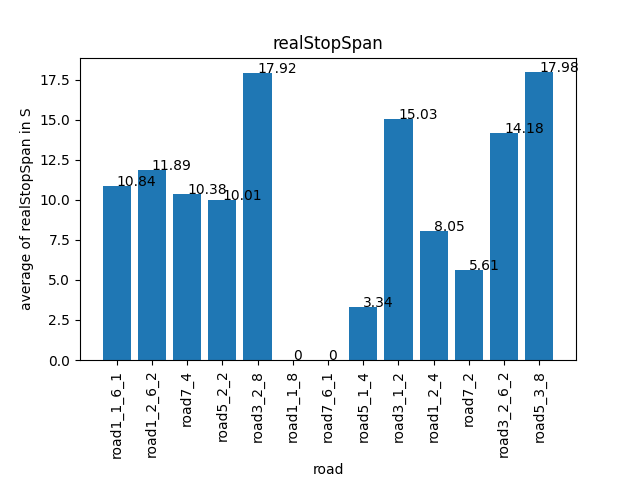 realStopSpan
average of realStopSpan in S
17.5
15.0
12.5
10.0
7.5
5.0
2.5
0.0
10.84
11.89
10.38
10.01
17.92
0
0
3.34
15.03
8.05
5.61
14.18
17.98
road1_1_6_1
road1_2_6_2
road7_4
road5_2_2
road3_2_8
road1_1_8
road7_6_1
road5_1_4
road3_1_2
road1_2_4
road7_2
road3_2_6_2
road5_3_8
road